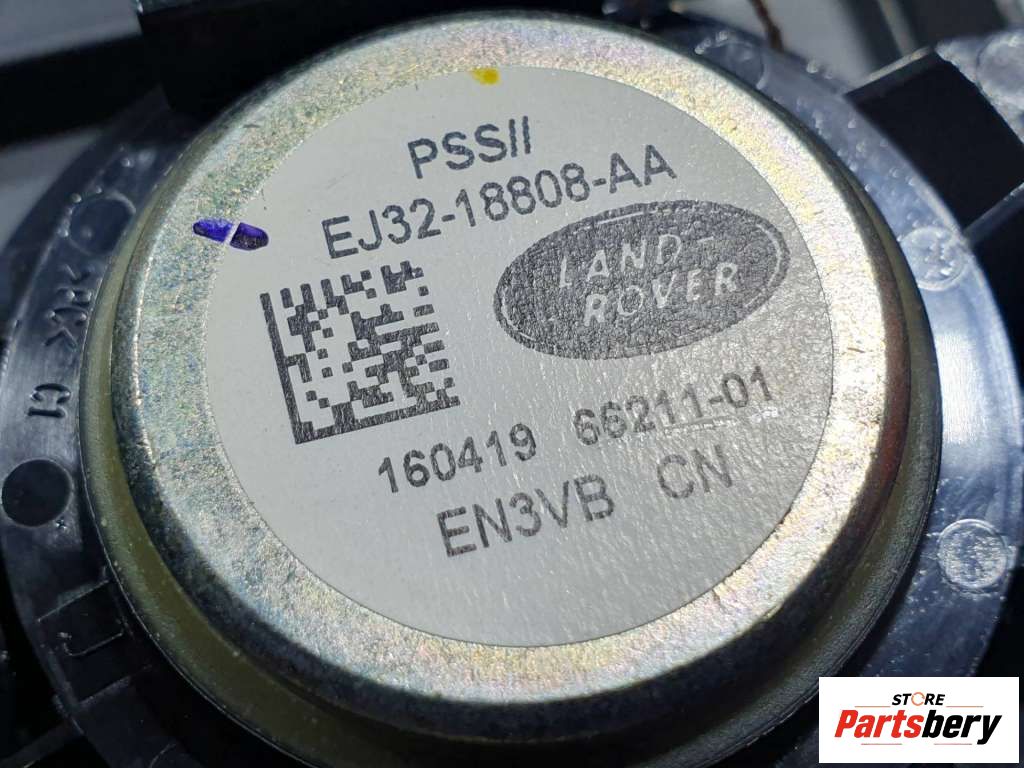 PSSII
EJ32-18808-AA
LAND-
-ROVER
160419 66211-01
EN3VB CN
STORE
Partsbery